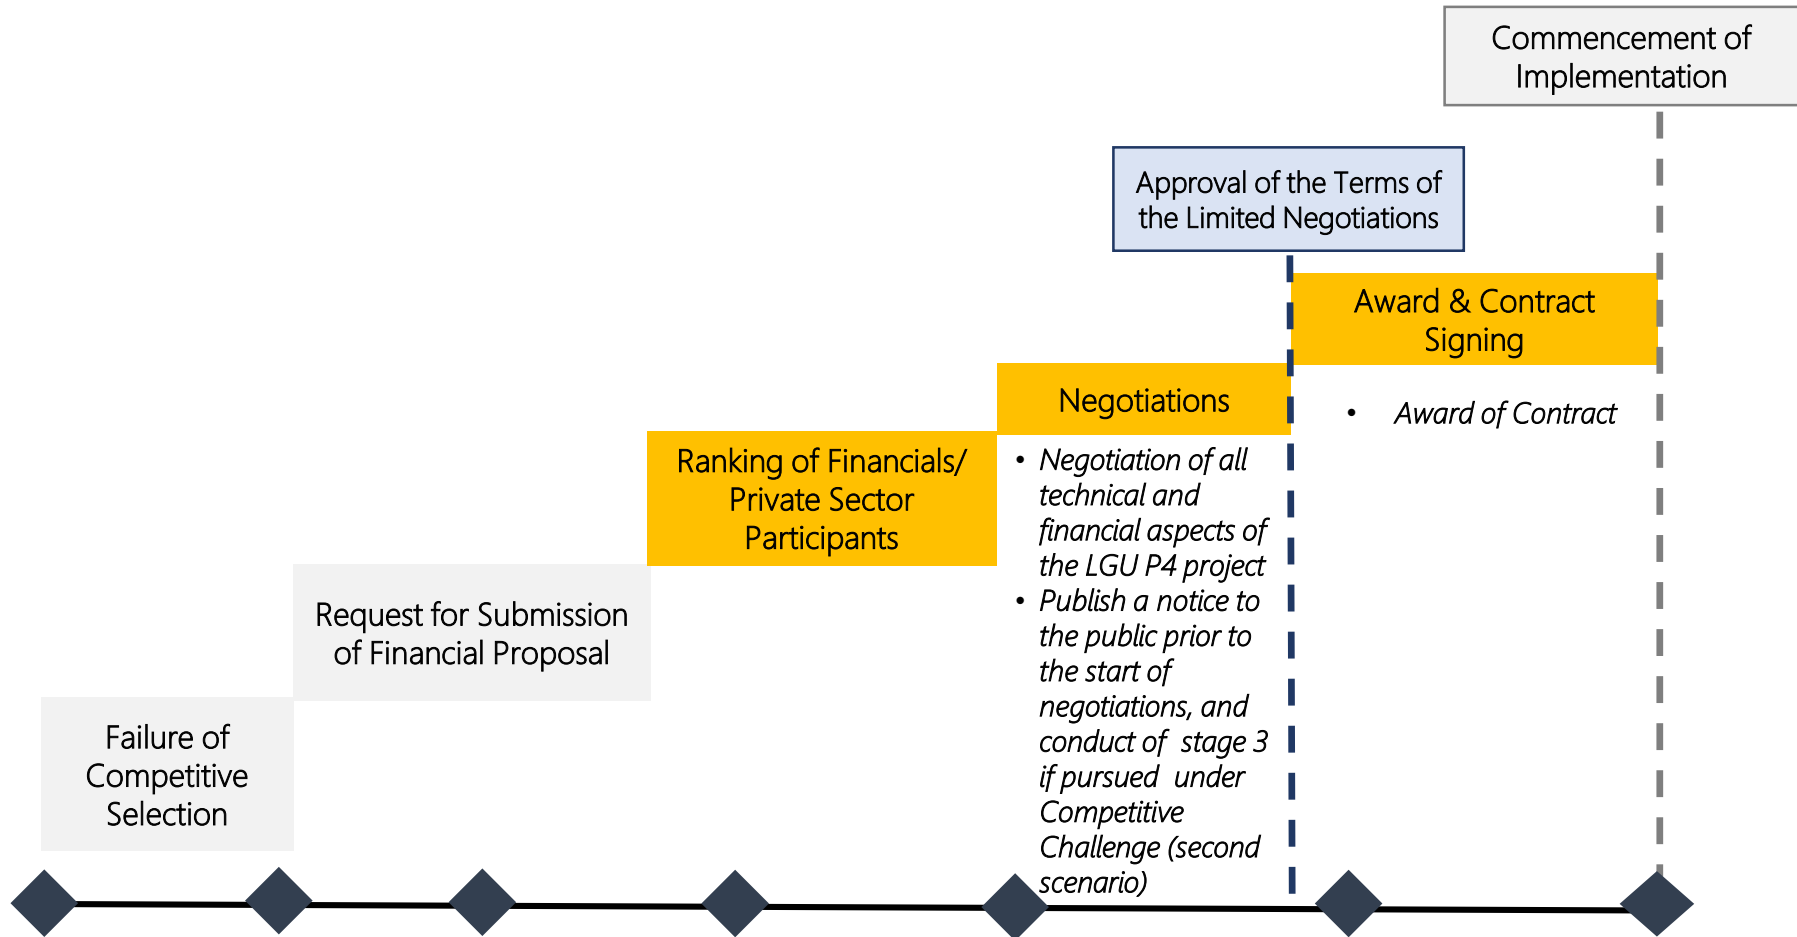 Commencement of
Implementation
Approval of the Terms of
the Limited Negotiations
Award & Contract
Signing
• Award of Contract
Negotiations
• Negotiation of all
technical and
financial aspects of
the LGU P4 project
• Publish a notice to
the public prior to
the start of
negotiations, and
conduct of stage 3
if pursued under
Competitive
Challenge (second
scenario)
Ranking of Financials/
Private Sector
Participants
Request for Submission
of Financial Proposal
Failure of
Competitive
Selection